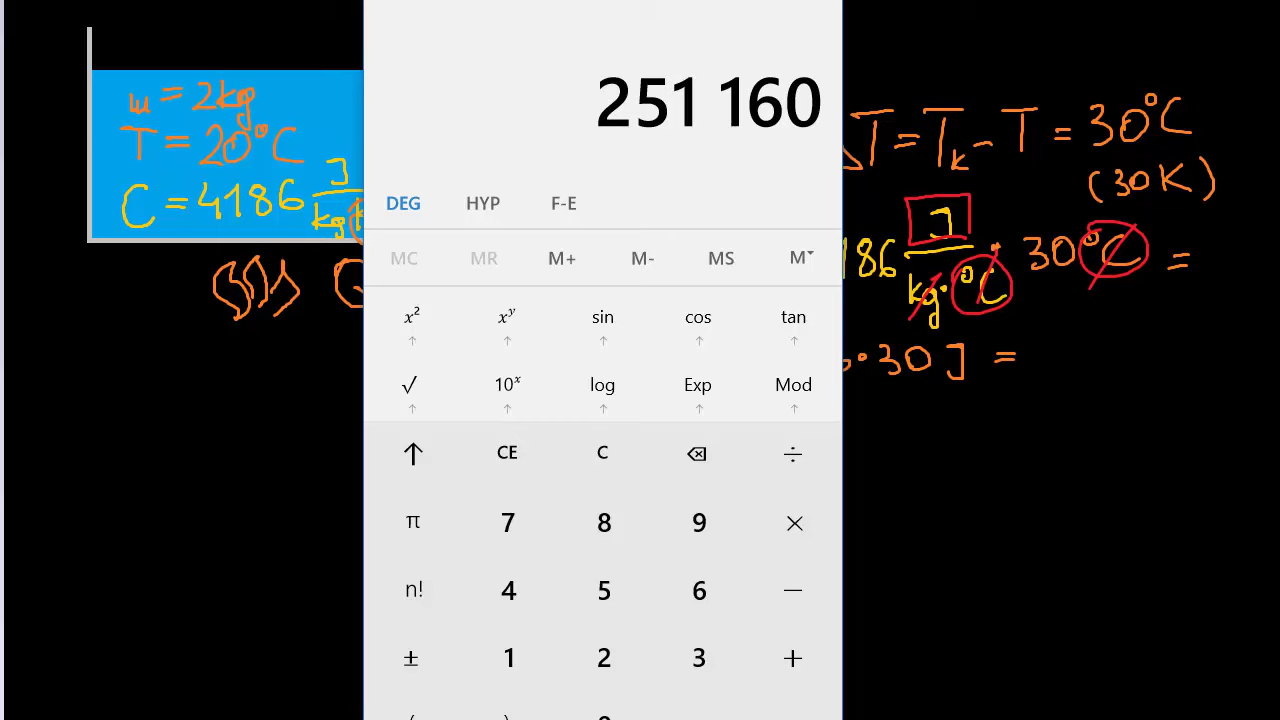 m = 2kg
T = 20°C
C = 4186 J/kg
251 160
DEG HYP F-E
MC MR M+ M- MS M˅
x² xʸ sin cos tan
√ 10ˣ log Exp Mod
↑ CE C ⌫ ÷
π 7 8 9 ×
n! 4 5 6 −
± 1 2 3 +
T = Tₖ - T = 30°C
(30K)
186 J/kg·°C · 30°C =
·30 J =